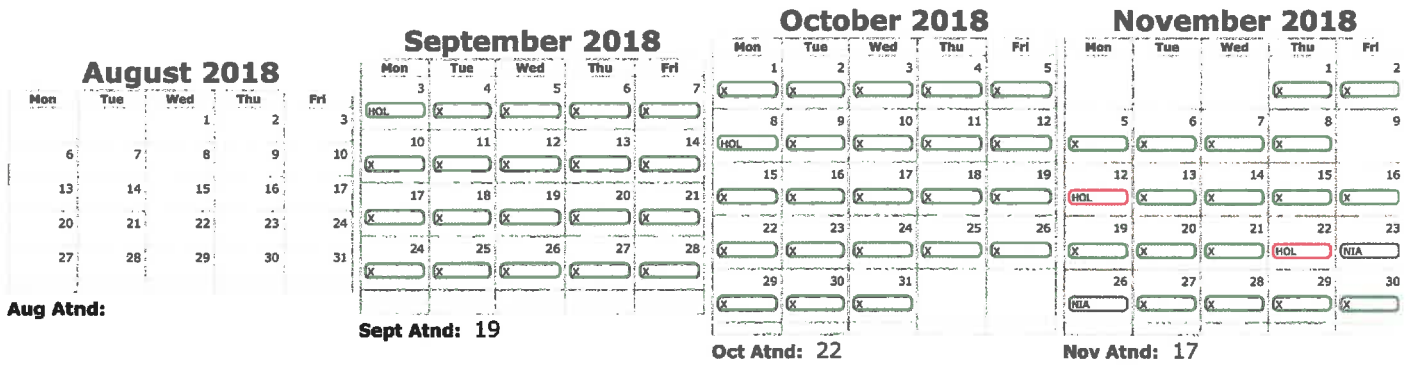 August 2018
Mon Tue Wed Thu Fri
1 2 3
6 7 8 9 10
13 14 15 16 17
20 21 22 23 24
27 28 29 30 31
Aug Atnd:
September 2018
Mon Tue Wed Thu Fri
3 4 5 6 7
HOL X X X X
10 11 12 13 14
X X X X X
17 18 19 20 21
X X X X X
24 25 26 27 28
X X X X X
Sept Atnd: 19
October 2018
Mon Tue Wed Thu Fri
1 2 3 4 5
X X X X X
8 9 10 11 12
HOL X X X X
15 16 17 18 19
X X X X X
22 23 24 25 26
X X X X X
29 30 31
X X X
Oct Atnd: 22
November 2018
Mon Tue Wed Thu Fri
1 2
X X
5 6 7 8 9
X X X X
12 13 14 15 16
HOL X X X X
19 20 21 22 23
X X X HOL NIA
26 27 28 29 30
NIA X X X X
Nov Atnd: 17